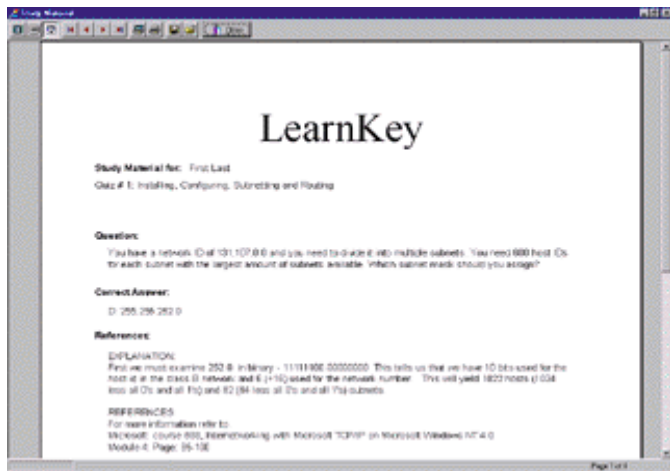 Study Material
Close
LearnKey
Study Material for: First Last
Quiz # 1: Installing, Configuring, Subnetting and Routing
Question:
You have a network ID of 131.107.0.0 and you need to divide it into multiple subnets. You need 600 host IDs
for each subnet with the largest amount of subnets available. Which subnet mask should you assign?
Correct Answer:
D. 255.255.252.0
References:
EXPLANATION:
First we must examine 252.0 in binary - 11111100 00000000 This tells us that we have 10 bits used for the
host id in the class B network and 6 (+16) used for the network number. This will yield 1022 hosts (1024
less all 0's and all 1's) and 62 (64 less all 0's and all 1's) subnets.
REFERENCES
For more information refer to
Microsoft course 688, Internetworking with Microsoft TCP/IP on Microsoft Windows NT 4.0
Module 4: Page:
Page 1 of